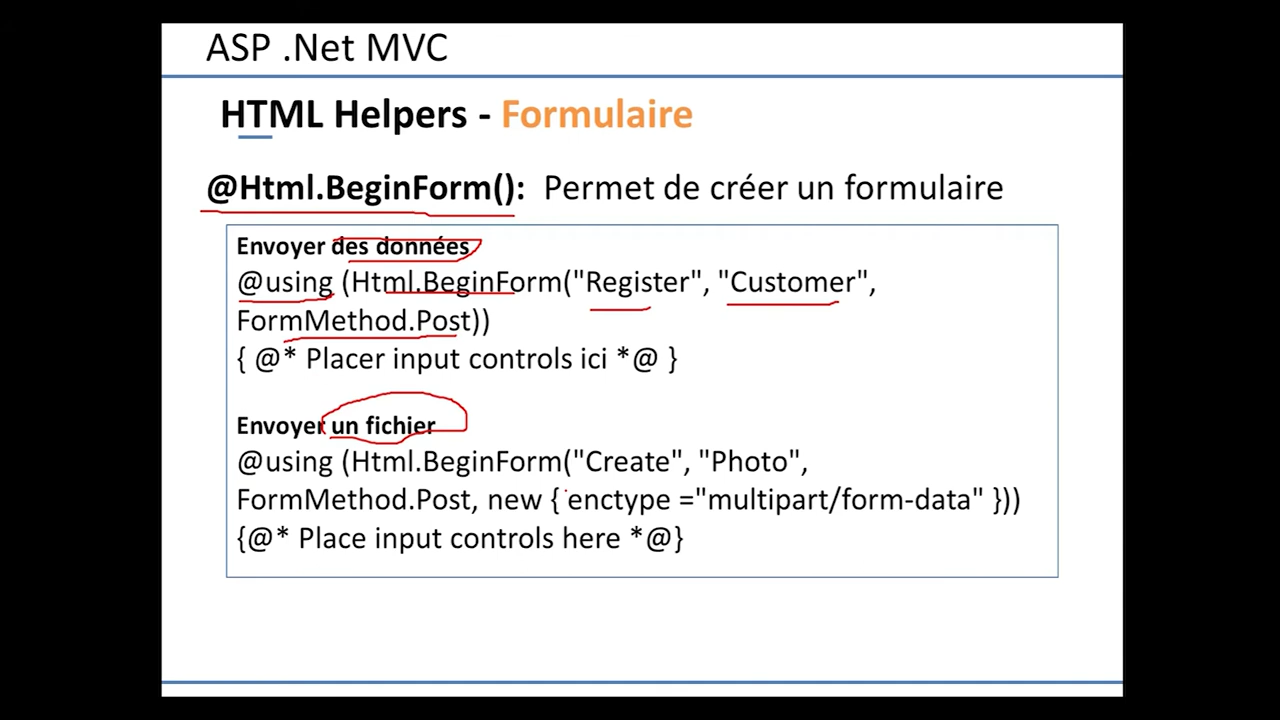 ASP .Net MVC
HTML Helpers - Formulaire
@Html.BeginForm(): Permet de créer un formulaire
Envoyer des données
@using (Html.BeginForm("Register", "Customer",
FormMethod.Post))
{ @* Placer input controls ici *@ }
Envoyer un fichier
@using (Html.BeginForm("Create", "Photo",
FormMethod.Post, new { enctype ="multipart/form-data" }))
{@* Place input controls here *@}